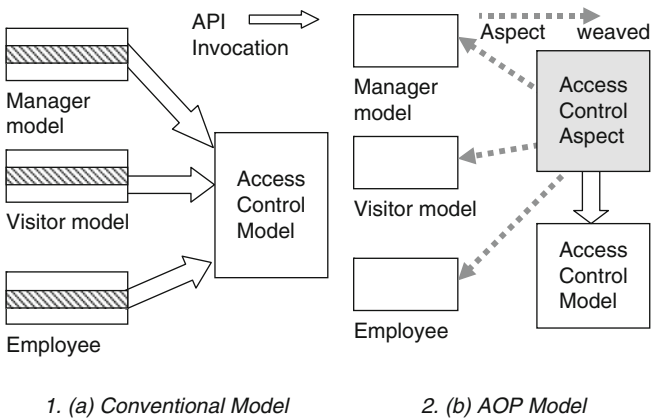 API
Invocation
Manager
model
Visitor model
Employee
Access
Control
Model
1. (a) Conventional Model
Aspect weaved
Manager
model
Visitor model
Employee
Access
Control
Aspect
Access
Control
Model
2. (b) AOP Model